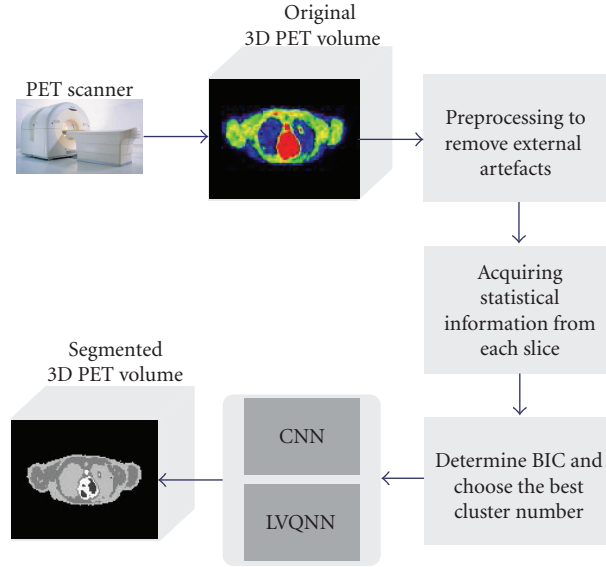 Original
3D PET volume
PET scanner
Preprocessing to
remove external
artefacts
Acquiring
statistical
information from
each slice
Segmented
3D PET volume
CNN
LVQNN
Determine BIC and
choose the best
cluster number